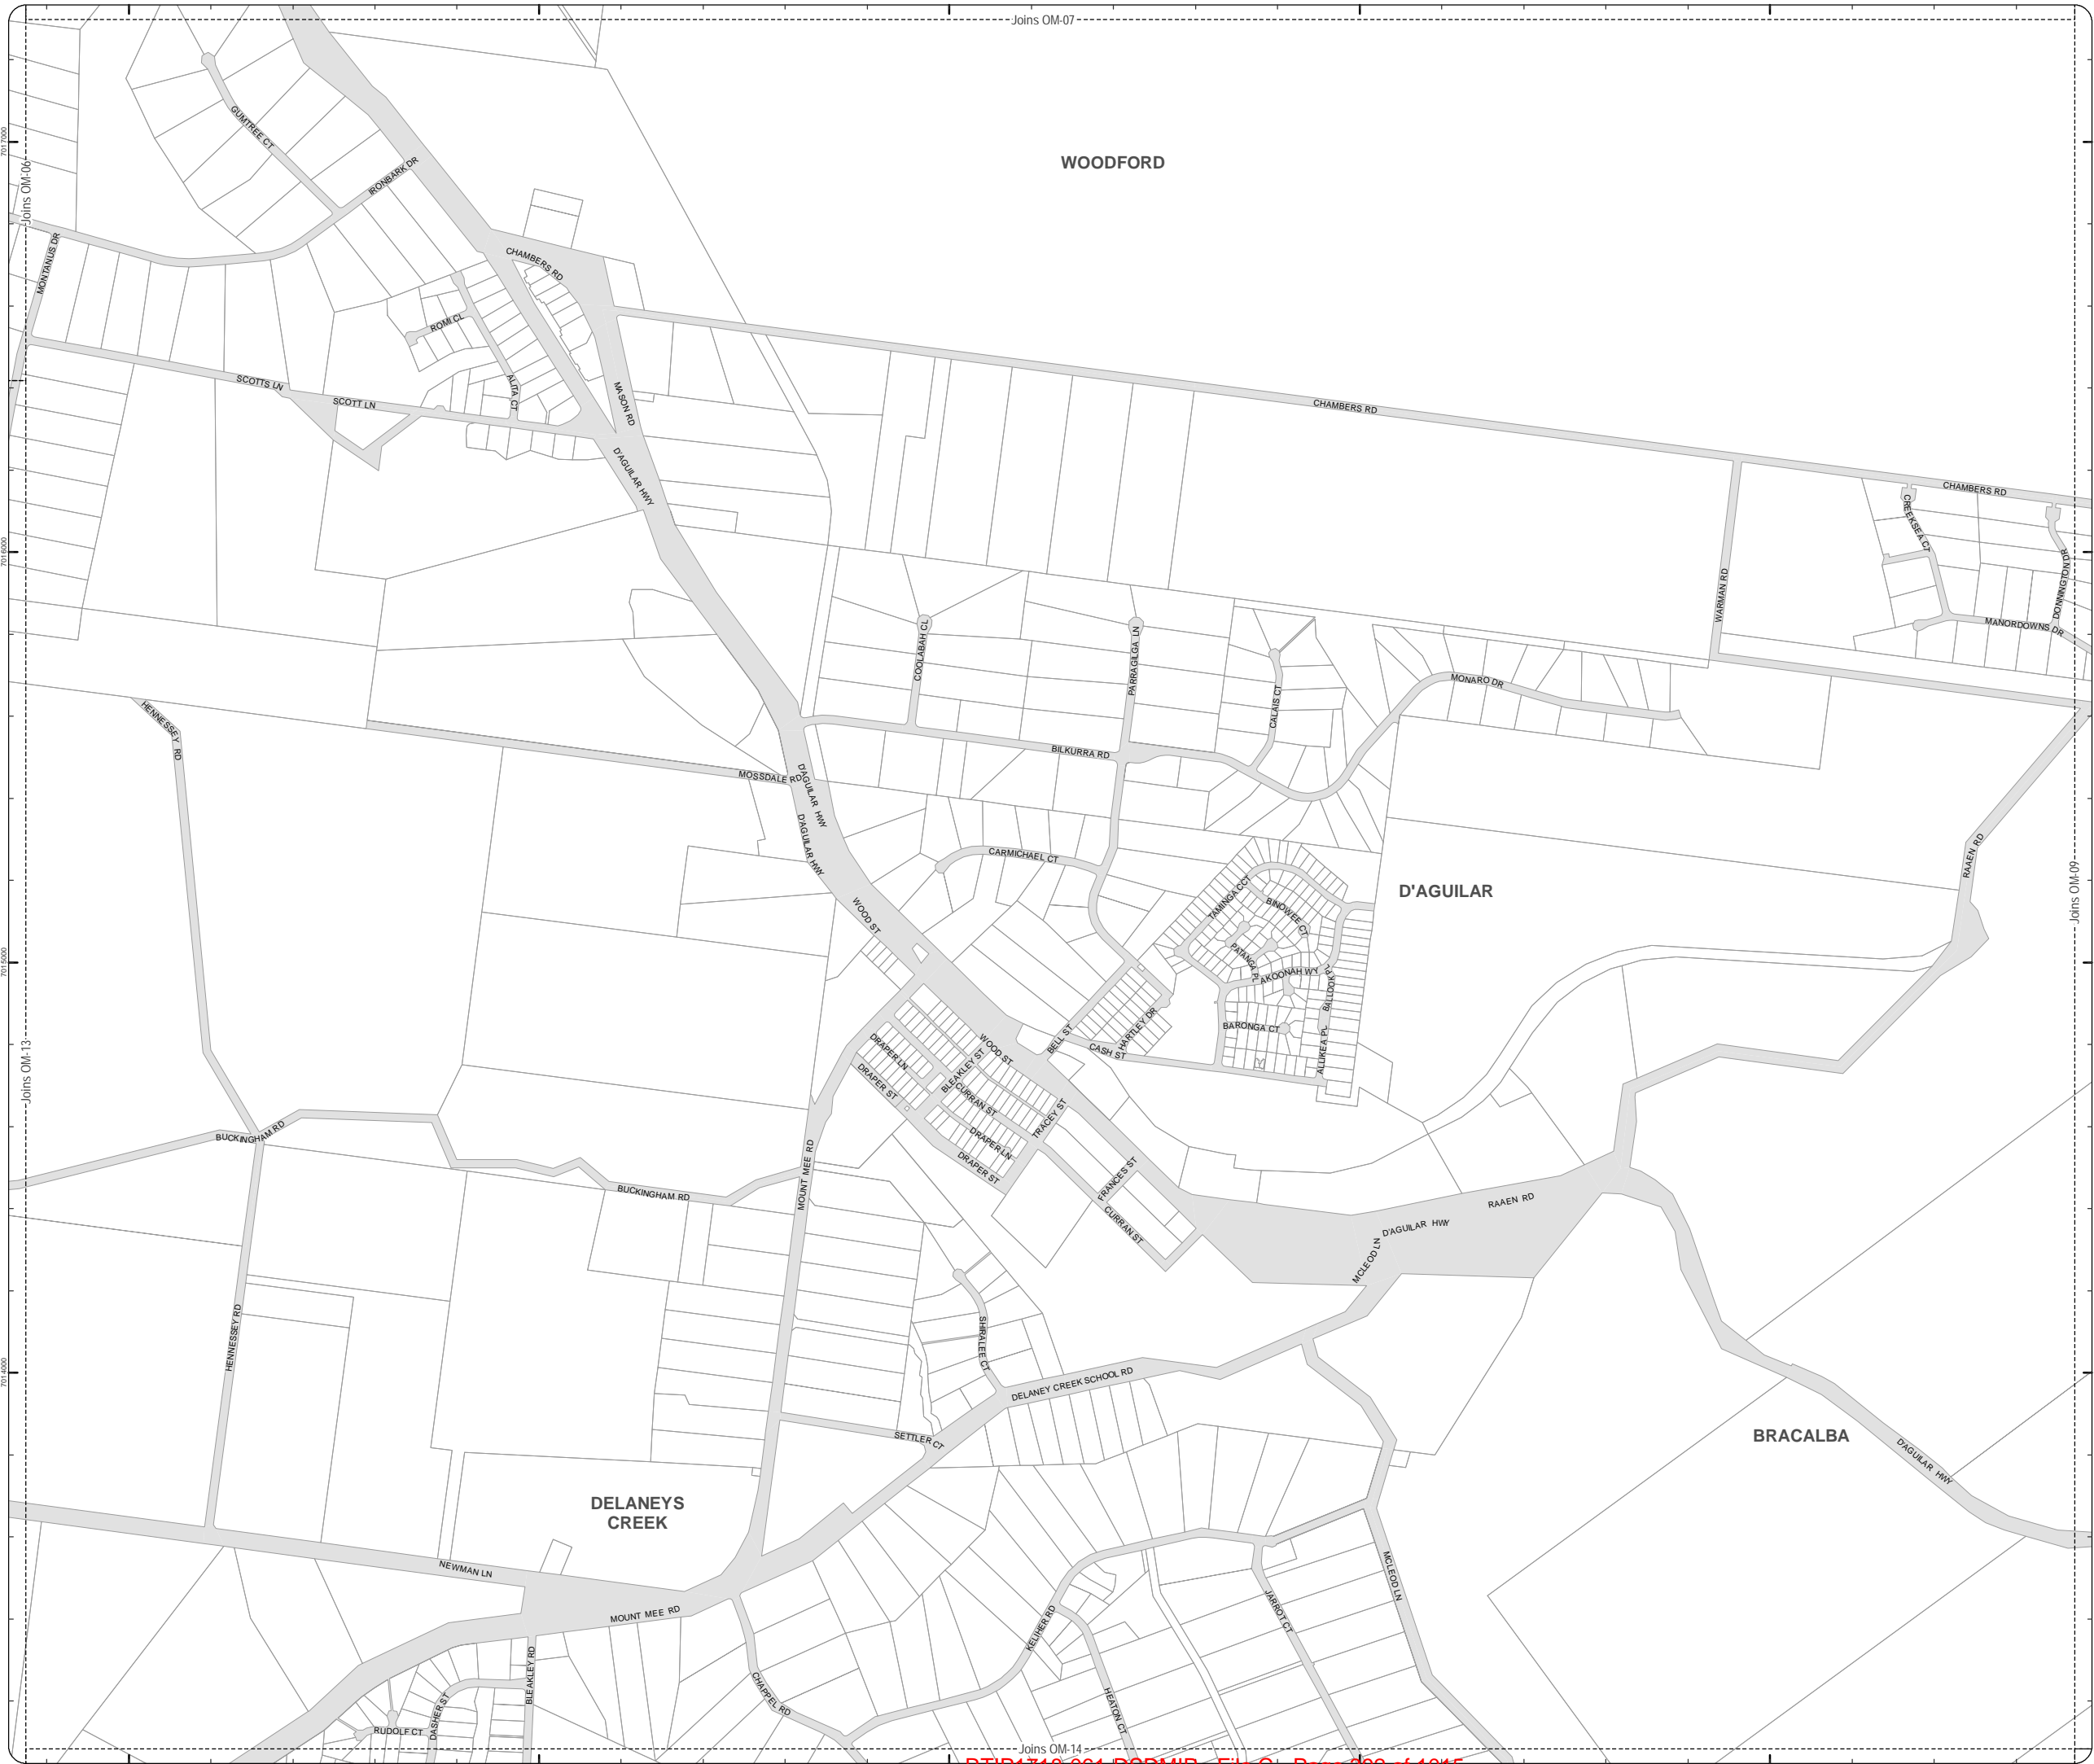 Joins OM-07
7017000
Joins OM-06
WOODFORD
GUMTREE CT
IRONBARK DR
MONTANUS DR
CHAMBERS RD
ROMI CL
SCOTTS LN
SCOTT LN
ALITA CT
MASON RD
CHAMBERS RD
D'AGUILAR HWY
CHAMBERS RD
CREEKSEA CT
7016000
WARMAN RD
DONNINGTON
MANORDOWNS DR
COOLABAH CL
PARRAGILGA LN
CALAIS CT
MONARO DR
HENNESSEY RD
BILKURRA RD
MOSSDALE RD
D'AGUILAR HWY
D'AGUILAR HWY
CARMICHAEL CT
RAAEN RD
D'AGUILAR
Joins OM-09
TAMINGA CCT
BINOWEE CT
WOOD ST
PATANGA PL
AKOONAH WY
BALLOOK PL
7015000
HARTLEY DR
BARONGA CT
ALLIKEA PL
BELL ST
CASH ST
WOOD ST
Joins OM-13
DRAPER LN
BLEAKLEY ST
DRAPER ST
CURRAN ST
TRACEY ST
DRAPER LN
DRAPER ST
BUCKINGHAM RD
BUCKINGHAM RD
MOUNT MEE RD
FRANCES ST
CURRAN ST
RAAEN RD
D'AGUILAR HWY
MCLEOD LN
HENNESSEY RD
SHRALEE CT
7014000
DELANEY CREEK SCHOOL RD
SETTLER CT
BRACALBA
D'AGUILAR HWY
DELANEYS
CREEK
NEWMAN LN
MOUNT MEE RD
MCLEOD LN
JARROT CT
KELIHER RD
BLEAKLEY RD
CHAPPEL RD
HEATON CT
DASHER ST
RUDOLF CT
Joins OM-14